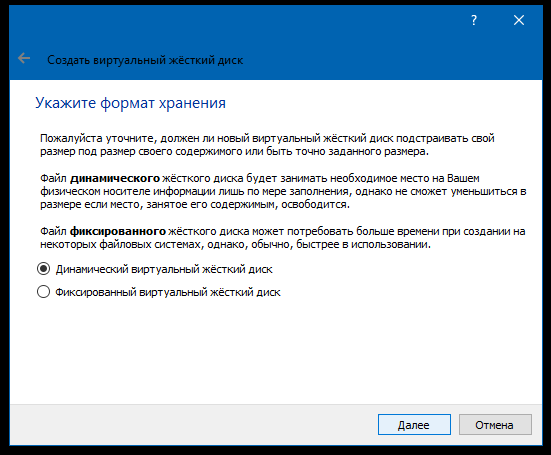 ?
Создать виртуальный жёсткий диск
Укажите формат хранения
Пожалуйста уточните, должен ли новый виртуальный жёсткий диск подстраивать свой
размер под размер своего содержимого или быть точно заданного размера.
Файл динамического жёсткого диска будет занимать необходимое место на Вашем
физическом носителе информации лишь по мере заполнения, однако не сможет уменьшиться в
размере если место, занятое его содержимым, освободится.
Файл фиксированного жёсткого диска может потребовать больше времени при создании на
некоторых файловых системах, однако, обычно, быстрее в использовании.
Динамический виртуальный жёсткий диск
Фиксированный виртуальный жёсткий диск
Далее
Отмена